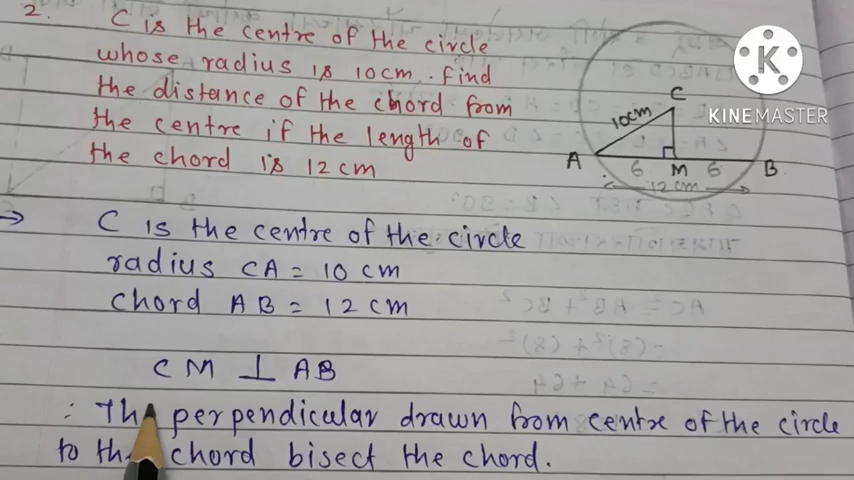 2. C is the centre of the circle
whose radius is 10cm. find
the distance of the chord from
the centre if the length of
the chord is 12 cm
C
10cm
A 6 M 6 B
12 cm
K
KINEMASTER
→ C is the centre of the circle
radius CA = 10 cm
chord AB = 12 cm
CM ⊥ AB
: The perpendicular drawn from centre of the circle
to the chord bisect the chord.